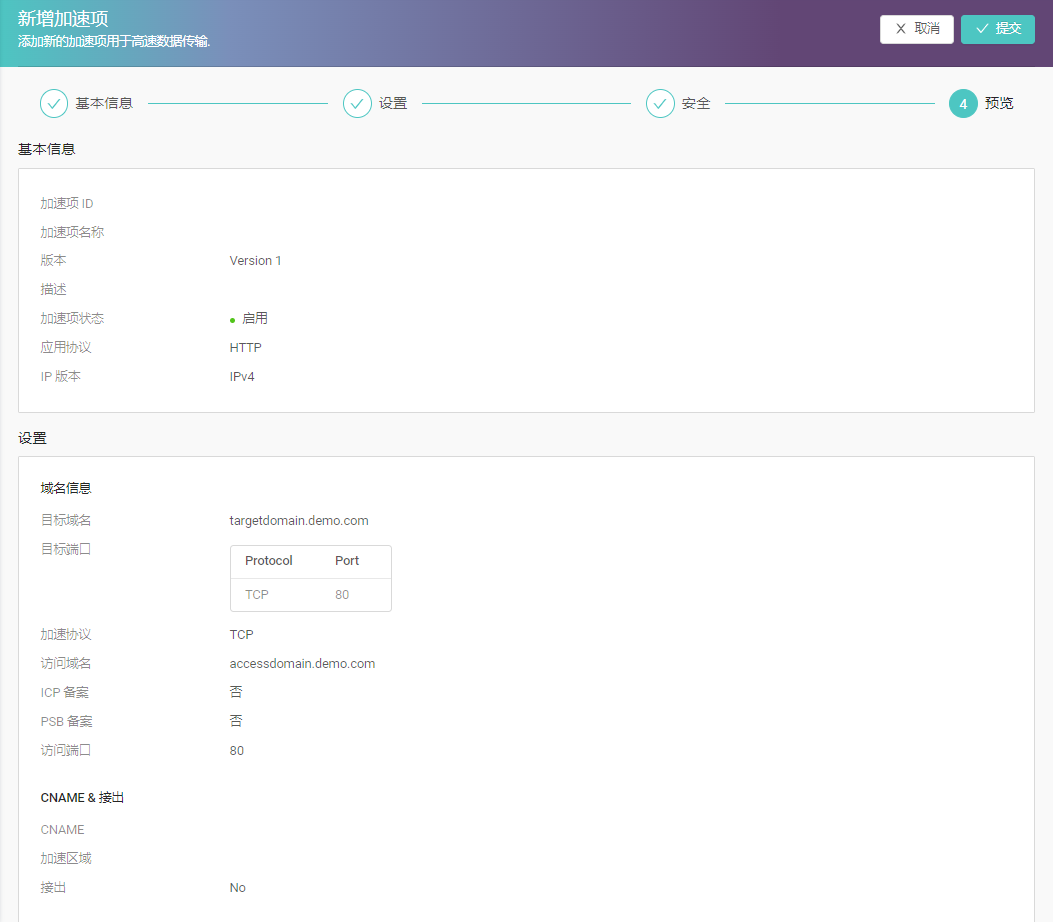 新增加速项
添加新的加速项用于高速数据传输.
取消
提交
基本信息
设置
安全
4 预览
基本信息
加速项 ID
加速项名称
版本 Version 1
描述
加速项状态 启用
应用协议 HTTP
IP 版本 IPv4
设置
域名信息
目标域名 targetdomain.demo.com
目标端口
Protocol Port
TCP 80
加速协议 TCP
访问域名 accessdomain.demo.com
ICP 备案 否
PSB 备案 否
访问端口 80
CNAME & 接出
CNAME
加速区域
接出 No